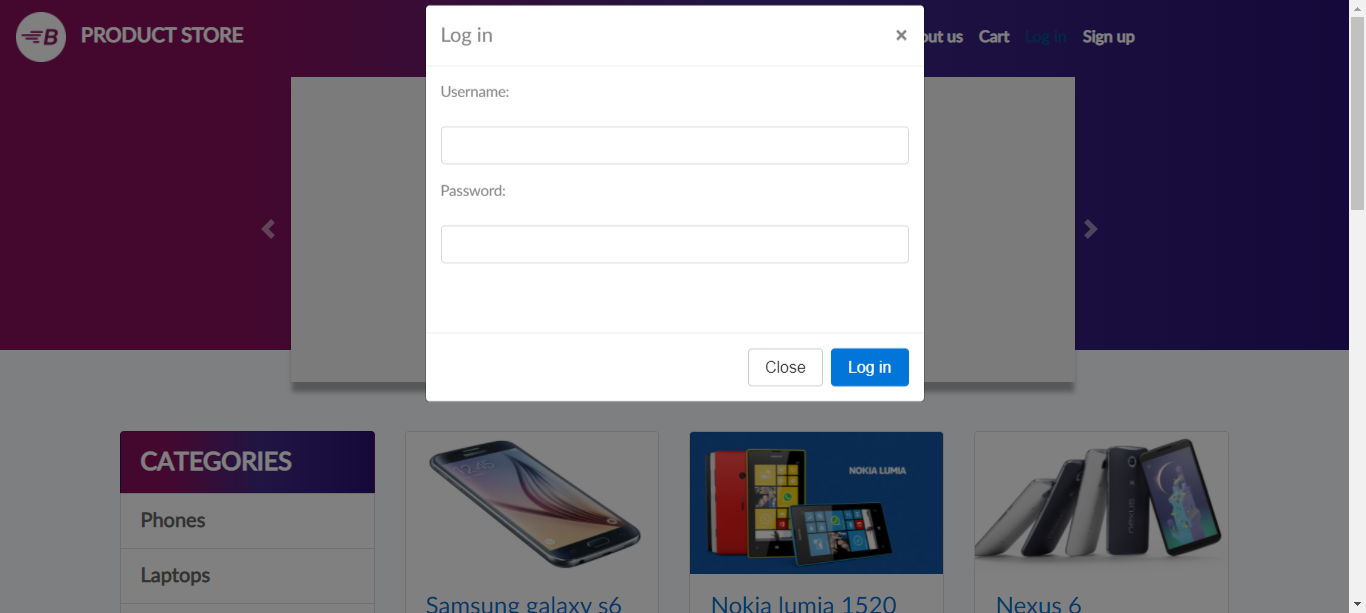 B PRODUCT STORE
Log in ×
out us Cart Log in Sign up
Username:
Password:
Close Log in
CATEGORIES
Phones
Laptops
NOKIA LUMIA
nexus
Samsung galaxy s6
Nokia lumia 1520
Nexus 6